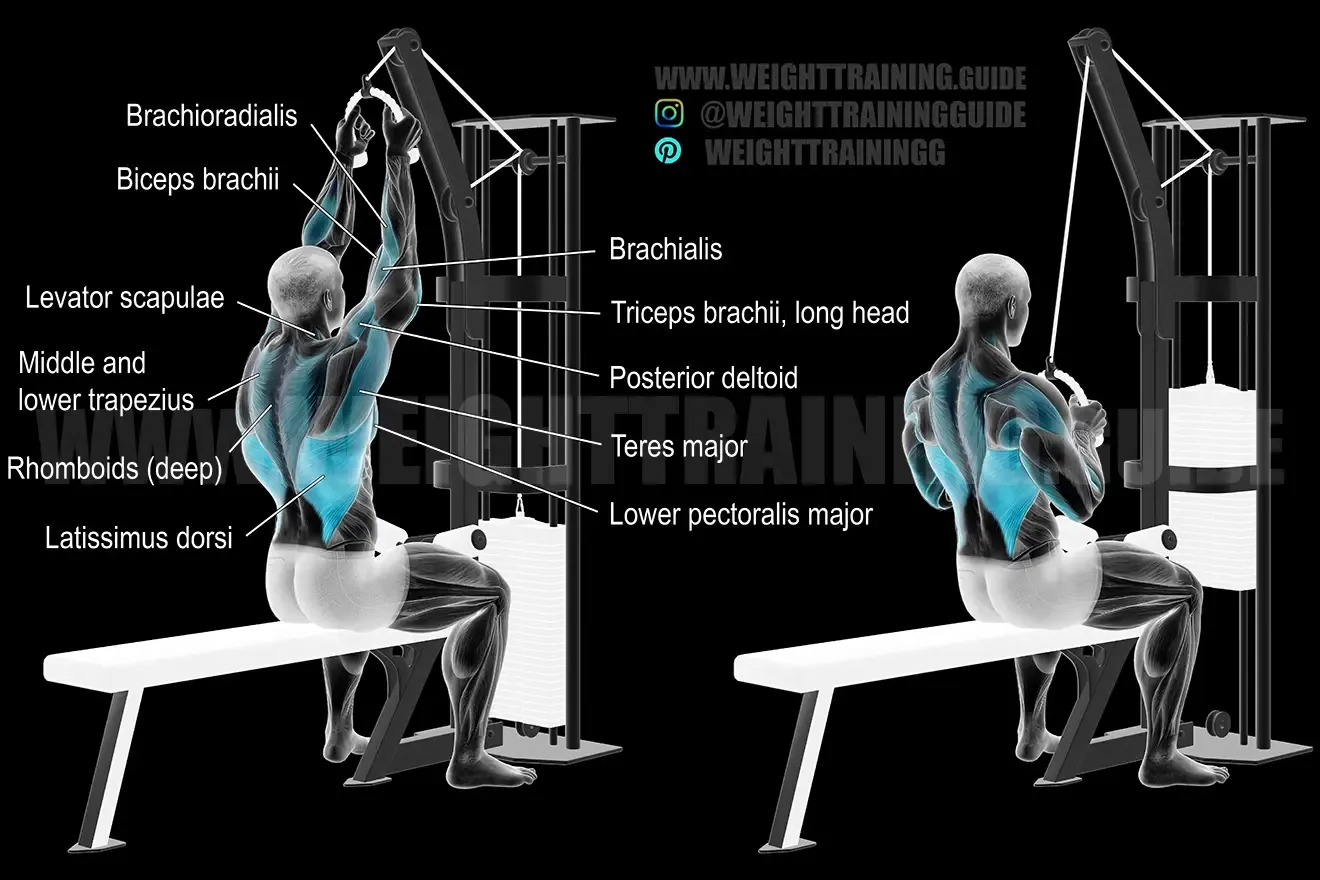 WWW.WEIGHTTRAINING.GUIDE
@WEIGHTTRAININGGUIDE
WEIGHTTRAININGG
Brachioradialis
Biceps brachii
Levator scapulae
Middle and
lower trapezius
Rhomboids (deep)
Latissimus dorsi
Brachialis
Triceps brachii, long head
Posterior deltoid
Teres major
Lower pectoralis major
WWW.WEIGHTTRAINING.GUIDE